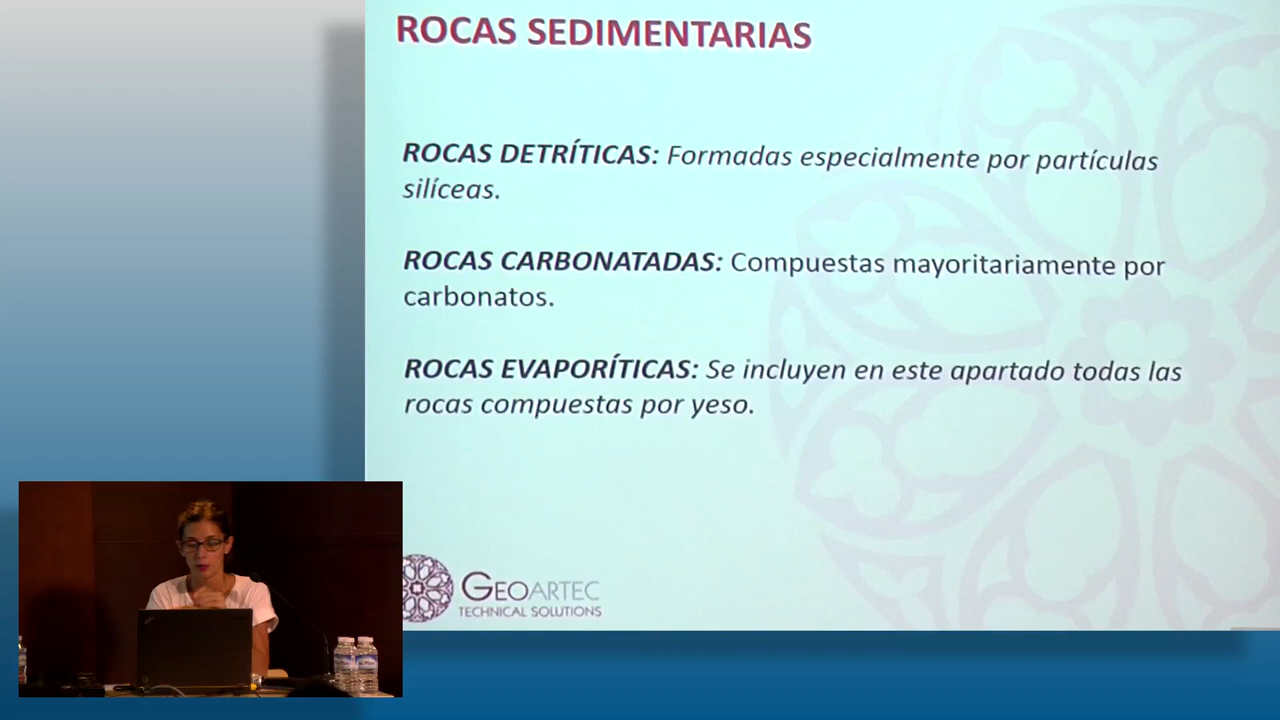 ROCAS SEDIMENTARIAS
ROCAS DETRÍTICAS: Formadas especialmente por partículas
silíceas.
ROCAS CARBONATADAS: Compuestas mayoritariamente por
carbonatos.
ROCAS EVAPORÍTICAS: Se incluyen en este apartado todas las
rocas compuestas por yeso.
GEOARTEC
TECHNICAL SOLUTIONS